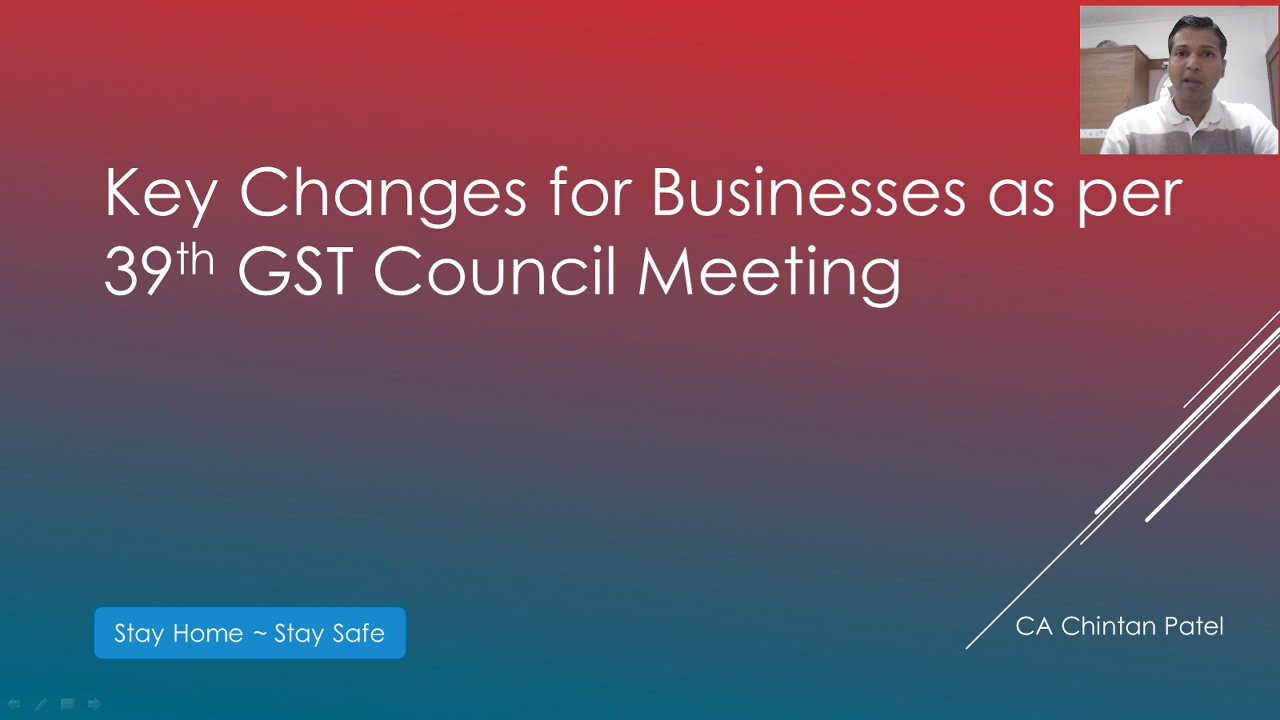 Key Changes for Businesses as per
39th GST Council Meeting
Stay Home ~ Stay Safe
CA Chintan Patel